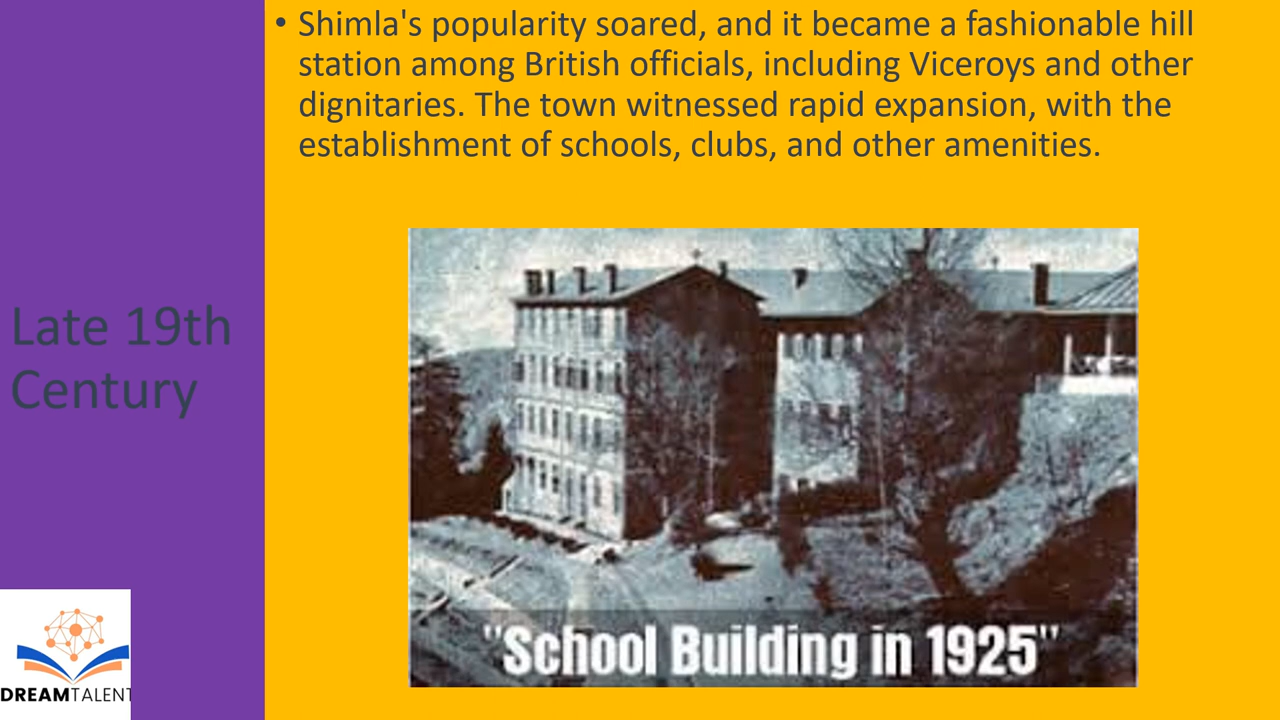 • Shimla's popularity soared, and it became a fashionable hill
station among British officials, including Viceroys and other
dignitaries. The town witnessed rapid expansion, with the
establishment of schools, clubs, and other amenities.
Late 19th
Century
"School Building in 1925"
DREAMTALENT